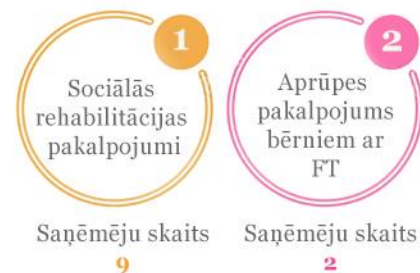 1
Sociālās
rehabilitācijas
pakalpojumi
Saņēmēju skaits
9
2
Aprūpes
pakalpojums
bērniem ar
FT
Saņēmēju skaits
2